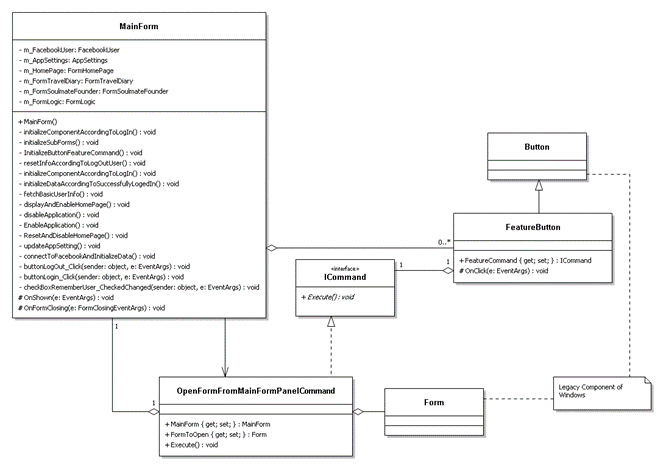 MainForm
- m_FacebookUser: FacebookUser
- m_AppSettings: AppSettings
- m_HomePage: FormHomePage
- m_FormTravelDiary: FormTravelDiary
- m_FormSoulmateFounder: FormSoulmateFounder
- m_FormLogic: FormLogic
+ MainForm()
- initializeComponentAccordingToLogIn() : void
- initializeSubForms() : void
- InitializeButtonFeatureCommand() : void
- resetInfoAccordingToLogOutUser() : void
- initializeComponentAccordingToLogIn() : void
- initializeDataAccordingToSuccessfullyLogedIn() : void
- fetchBasicUserInfo() : void
- displayAndEnableHomePage() : void
- disableApplication() : void
- EnableApplication() : void
- ResetAndDisableHomePage() : void
- updateAppSetting() : void
- connectToFacebookAndInitializeData() : void
- buttonLogOut_Click(sender: object, e: EventArgs) : void
- buttonLogin_Click(sender: object, e: EventArgs) : void
- checkBoxRememberUser_CheckedChanged(sender: object, e: EventArgs) : void
# OnShown(e: EventArgs) : void
# OnFormClosing(e: FormClosingEventArgs) : void
Button
FeatureButton
+ FeatureCommand { get; set; } : ICommand
# OnClick(e: EventArgs) : void
0..*
1
1
«interface»
ICommand
+ Execute() : void
1
1
OpenFormFromMainFormPanelCommand
+ MainForm { get; set; } : MainForm
+ FormToOpen { get; set; } : Form
+ Execute() : void
Form
Legacy Component of
Windows